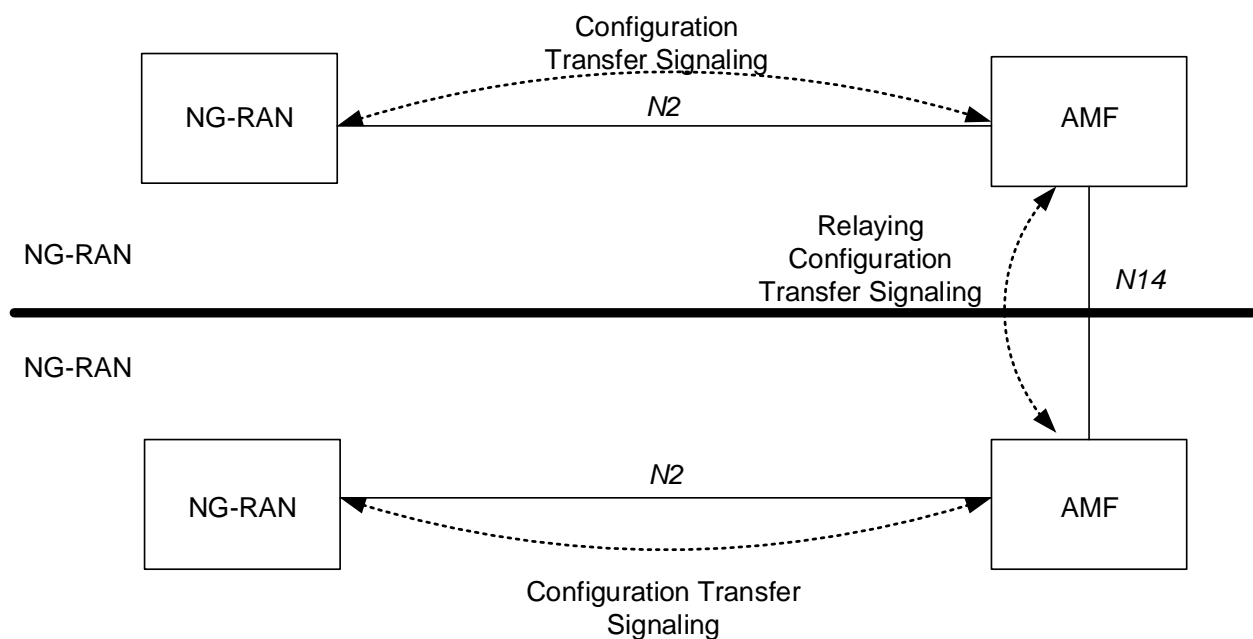 Configuration
Transfer Signaling
NG-RAN
N2
AMF
Relaying
Configuration
Transfer Signaling
NG-RAN
N14
NG-RAN
NG-RAN
N2
AMF
Configuration Transfer
Signaling